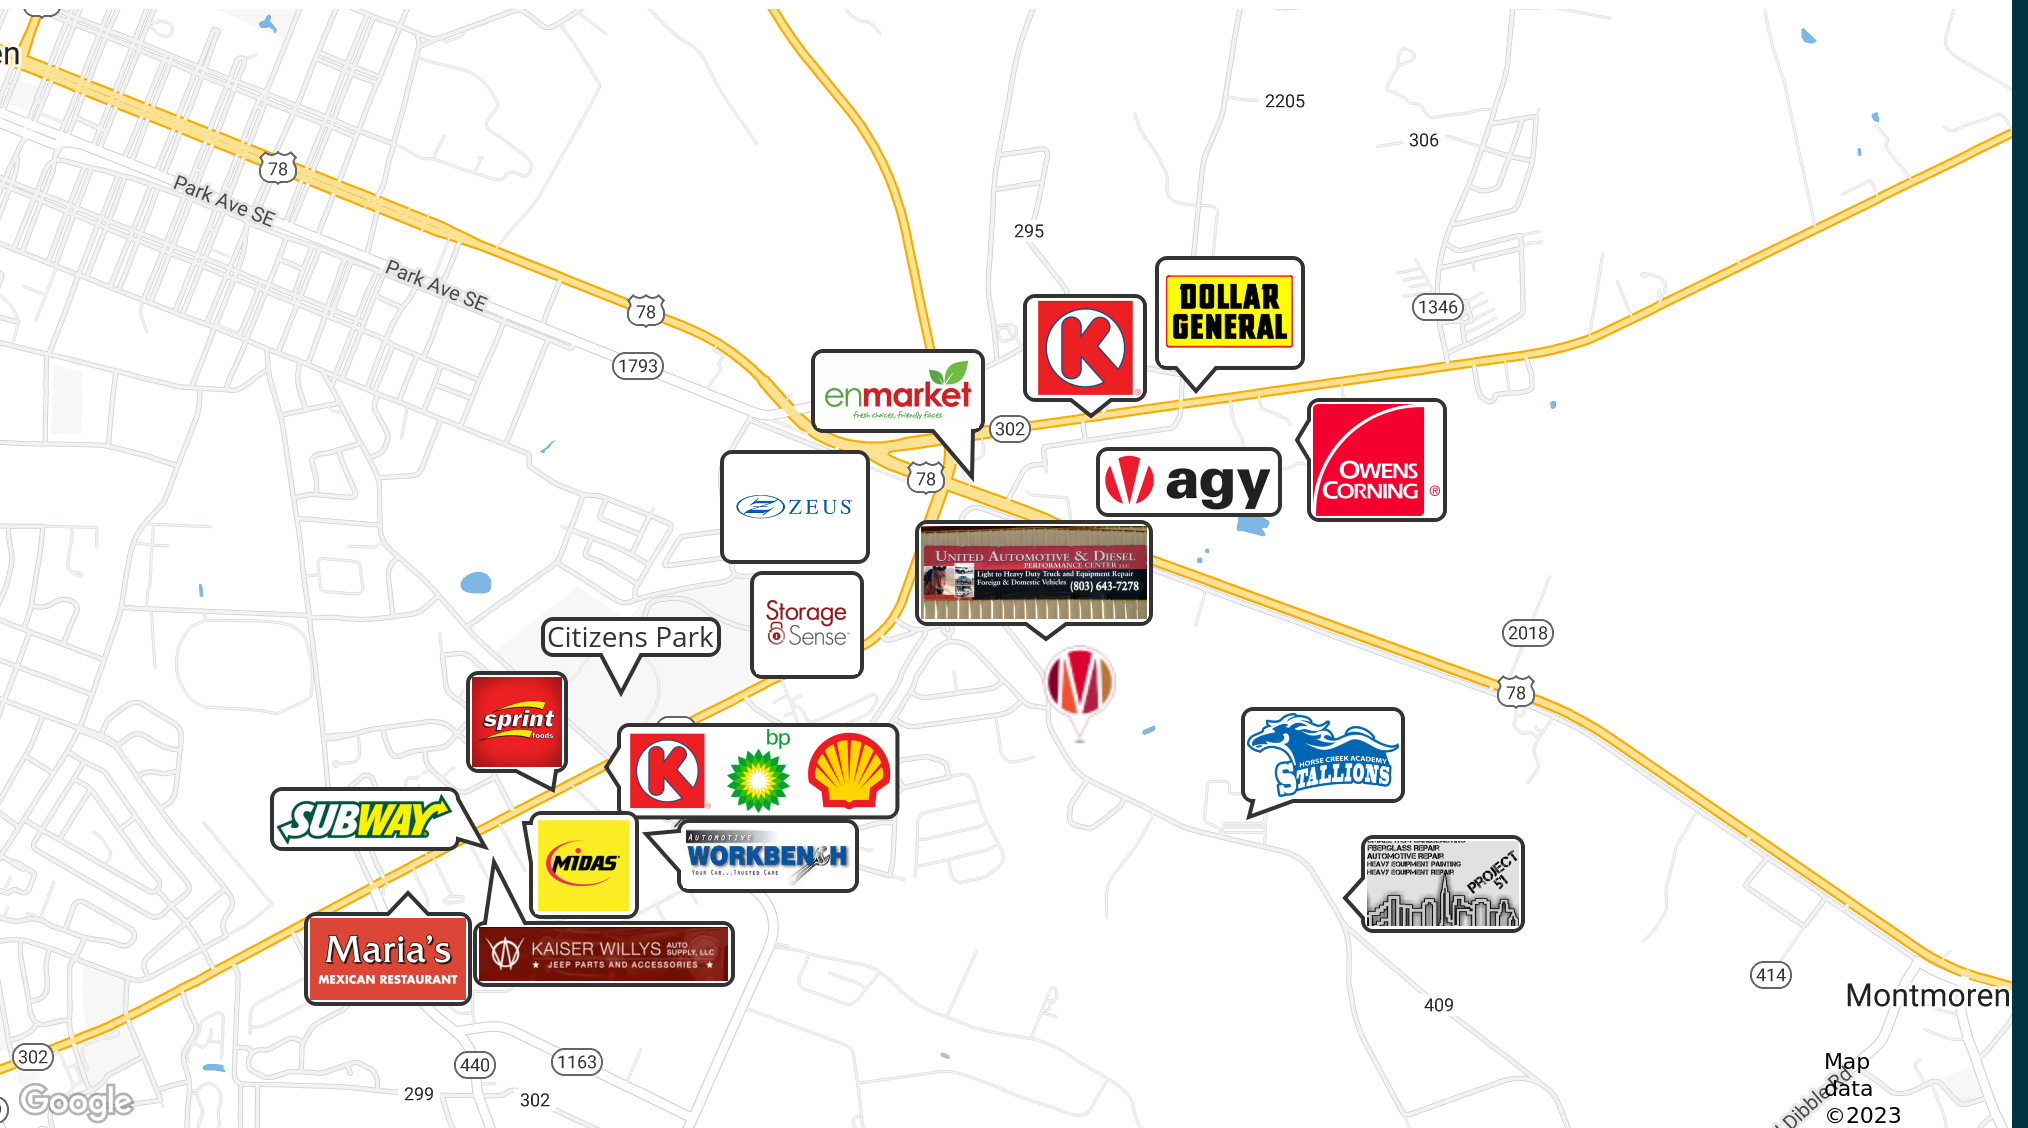 en
2205
306
78
Park Ave SE
295
Park Ave SE
78
1346
DOLLAR
GENERAL
K
®
1793
enmarket
fresh choices, friendly faces.
302
78
agy
OWENS
CORNING ®
ZEUS
UNITED AUTOMOTIVE & DIESEL
PERFORMANCE CENTER LLC
Light to Heavy Duty Truck and Equipment Repair
Foreign & Domestic Vehicles (803) 643-7278
Storage
Sense
Citizens Park
2018
78
M
sprint
foods
K
bp
HORSE CREEK ACADEMY
STALLIONS
SUBWAY
MIDAS
AUTOMOTIVE
WORKBENCH
YOUR CAR...TRUSTED CARE
FIBERGLASS REPAIR
AUTOMOTIVE REPAIR
HEAVY EQUIPMENT PAINTING
HEAVY EQUIPMENT REPAIR
PROJECT
51
Maria's
MEXICAN RESTAURANT
KAISER WILLYS AUTO
SUPPLY, LLC
★ JEEP PARTS AND ACCESSORIES ★
414
Montmoren
409
302
440
1163
299
302
Google
Dibble Rd
Map
data
©2023